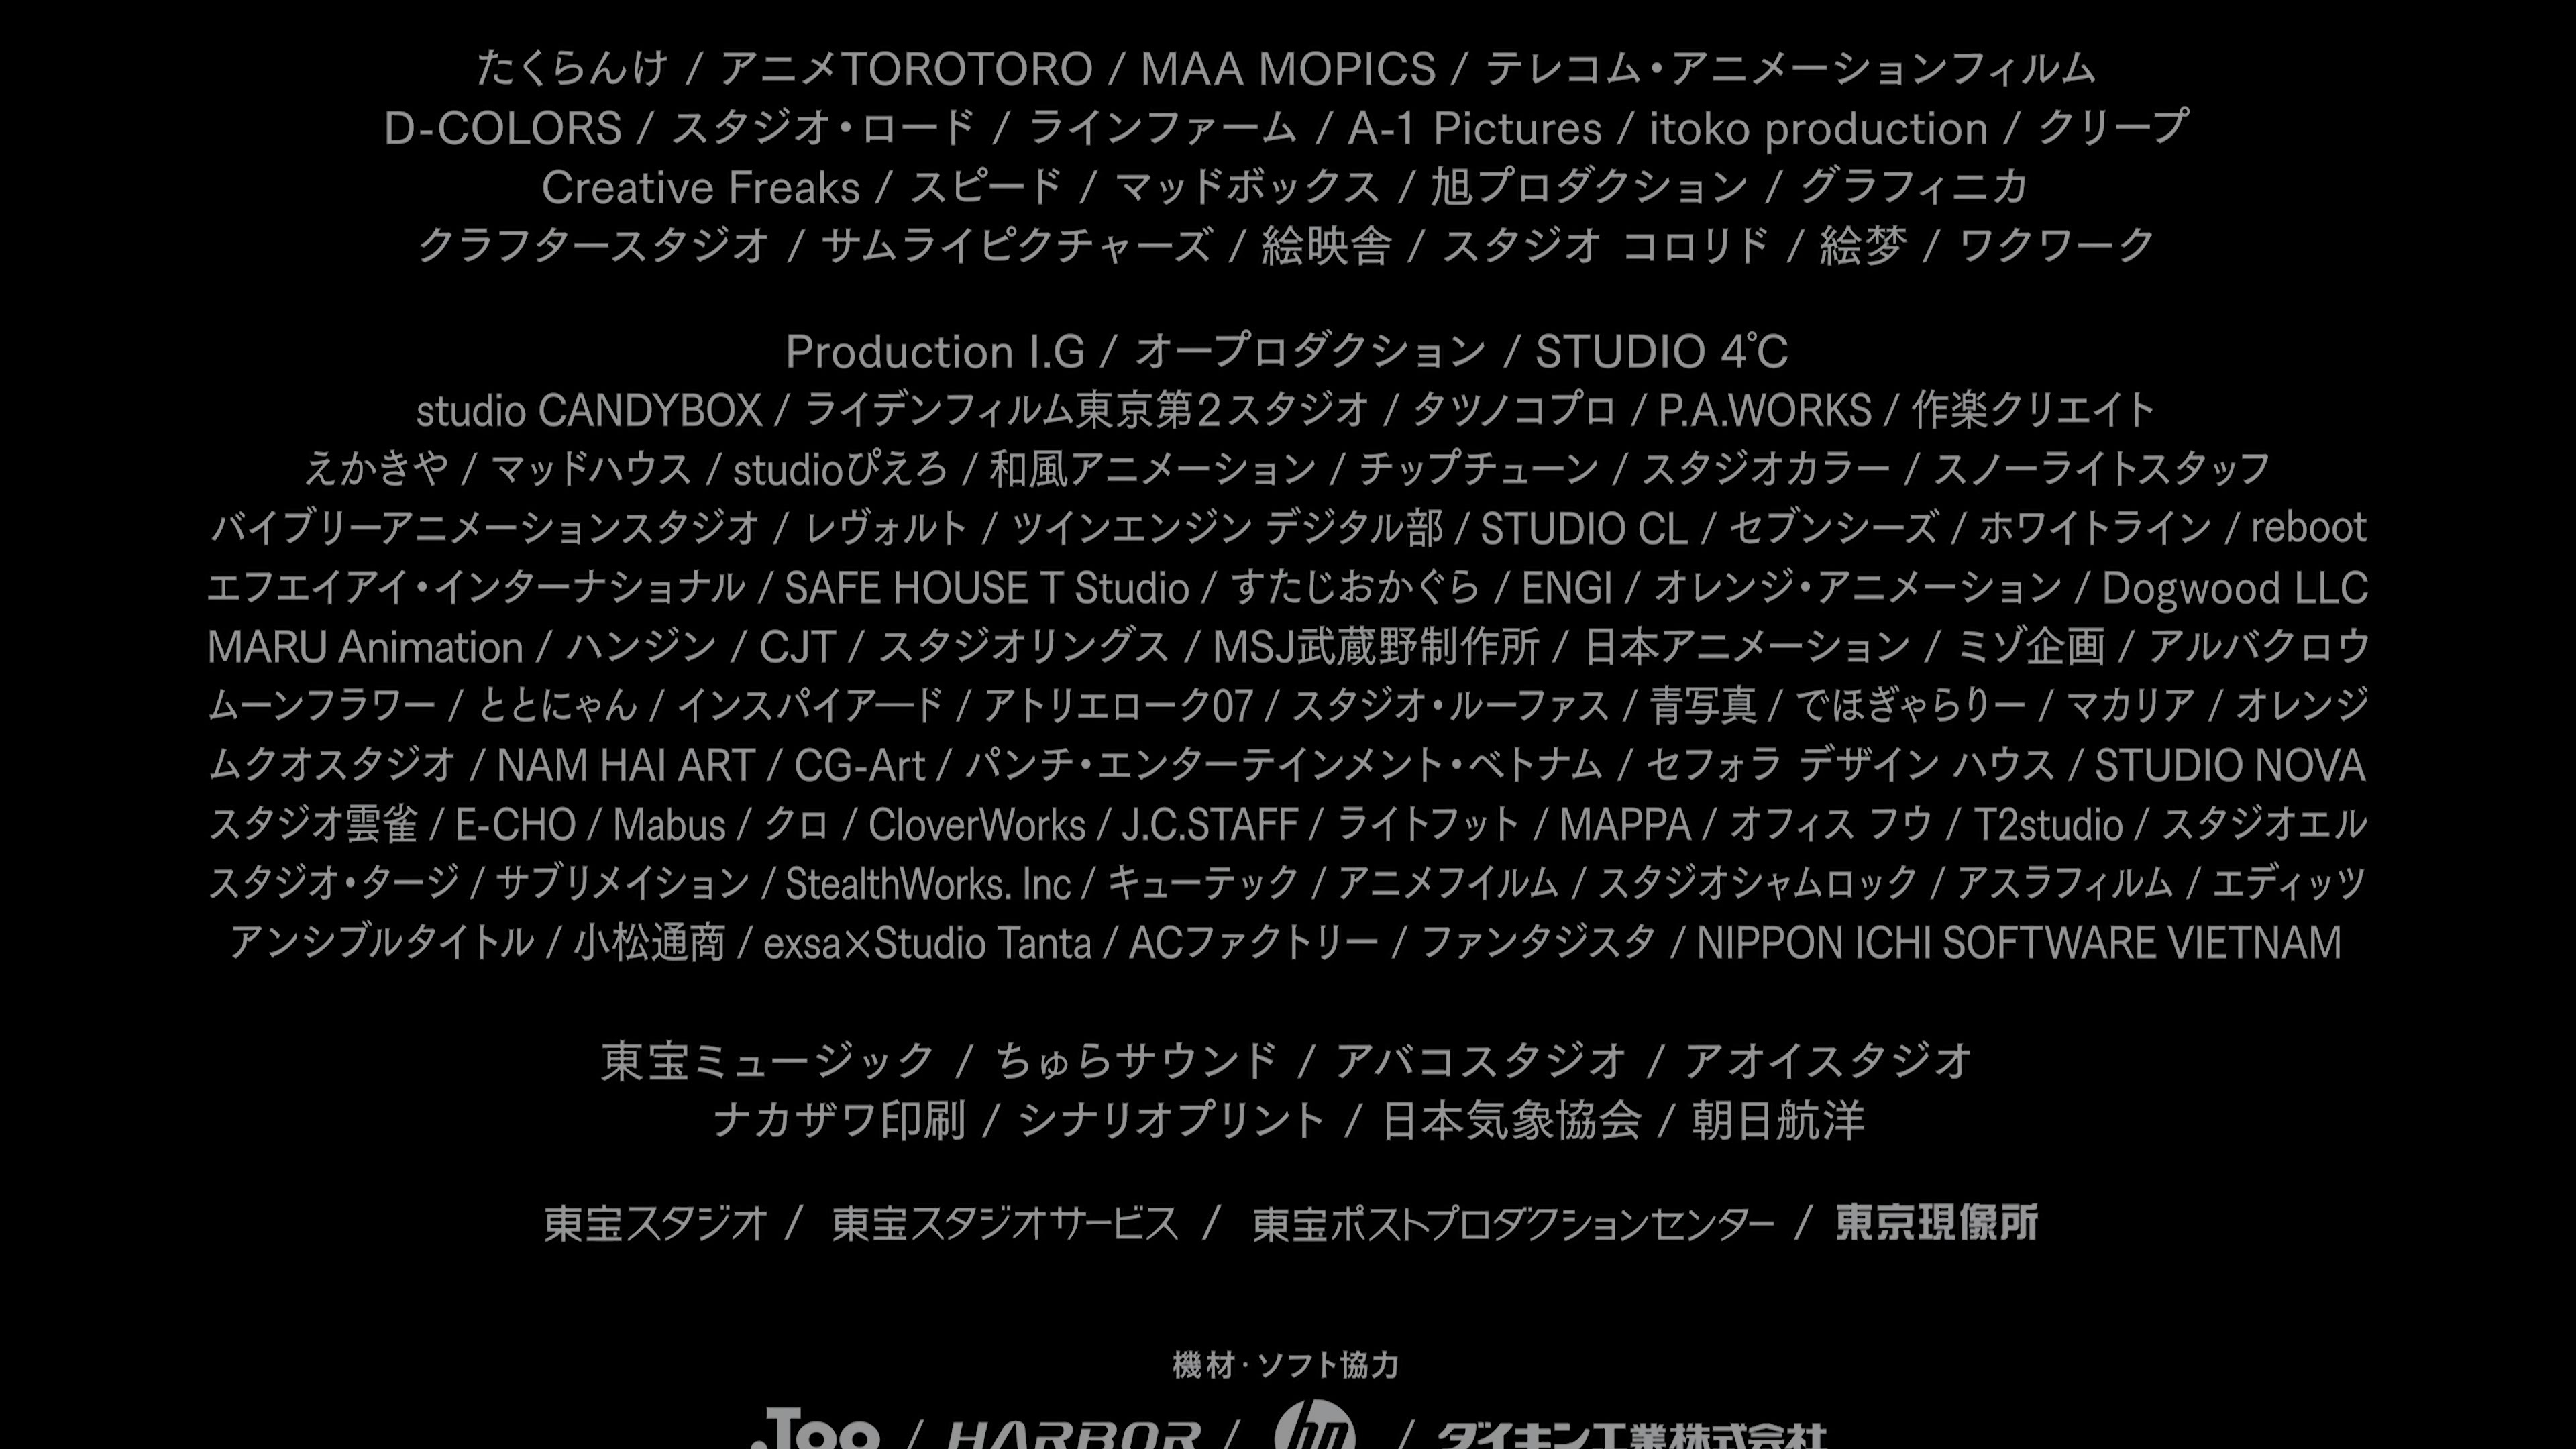 たくらんけ / アニメTOROTORO / MAA MOPICS / テレコム・アニメーションフィルム
D-COLORS / スタジオ・ロード / ラインファーム / A-1 Pictures / itoko production / クリープ
Creative Freaks / スピード / マッドボックス / 旭プロダクション / グラフィニカ
クラフタースタジオ / サムライピクチャーズ / 絵映舎 / スタジオ コロリド / 絵梦 / ワクワーク
Production I.G / オープロダクション / STUDIO 4℃
studio CANDYBOX / ライデンフィルム東京第2スタジオ / タツノコプロ / P.A.WORKS / 作楽クリエイト
えかきや / マッドハウス / studioぴえろ / 和風アニメーション / チップチューン / スタジオカラー / スノーライトスタッフ
バイブリーアニメーションスタジオ / レヴォルト / ツインエンジン デジタル部 / STUDIO CL / セブンシーズ / ホワイトライン / reboot
エフエイアイ・インターナショナル / SAFE HOUSE T Studio / すたじおかぐら / ENGI / オレンジ・アニメーション / Dogwood LLC
MARU Animation / ハンジン / CJT / スタジオリングス / MSJ武蔵野制作所 / 日本アニメーション / ミゾ企画 / アルバクロウ
ムーンフラワー / ととにゃん / インスパイアード / アトリエローク07 / スタジオ・ルーファス / 青写真 / でほぎゃらりー / マカリア / オレンジ
ムクオスタジオ / NAM HAI ART / CG-Art / パンチ・エンターテインメント・ベトナム / セフォラ デザイン ハウス / STUDIO NOVA
スタジオ雲雀 / E-CHO / Mabus / クロ / CloverWorks / J.C.STAFF / ライトフット / MAPPA / オフィス フウ / T2studio / スタジオエル
スタジオ・タージ / サブリメイション / StealthWorks. Inc / キューテック / アニメフイルム / スタジオシャムロック / アスラフィルム / エディッツ
アンシブルタイトル / 小松通商 / exsa×Studio Tanta / ACファクトリー / ファンタジスタ / NIPPON ICHI SOFTWARE VIETNAM
東宝ミュージック / ちゅらサウンド / アバコスタジオ / アオイスタジオ
ナカザワ印刷 / シナリオプリント / 日本気象協会 / 朝日航洋
東宝スタジオ / 東宝スタジオサービス / 東宝ポストプロダクションセンター / 東京現像所
機材・ソフト協力
.Too / HARBOR / hp / ダイキン工業株式会社